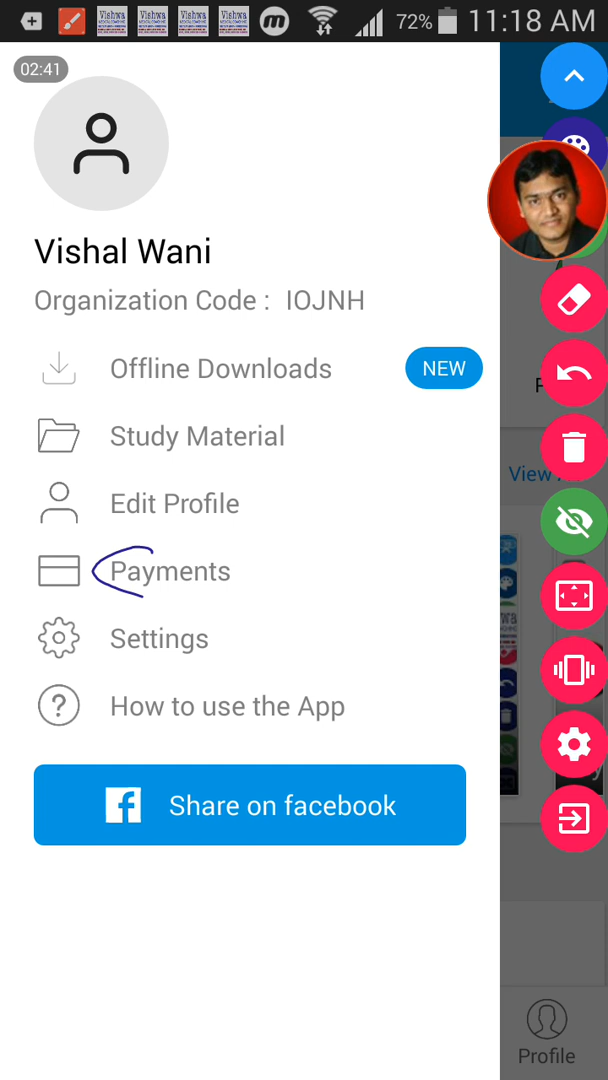 72% 11:18 AM
02:41
Vishal Wani
Organization Code : IOJNH
Offline Downloads NEW
Study Material
Edit Profile
View
Payments
Settings
How to use the App
Share on facebook
Profile